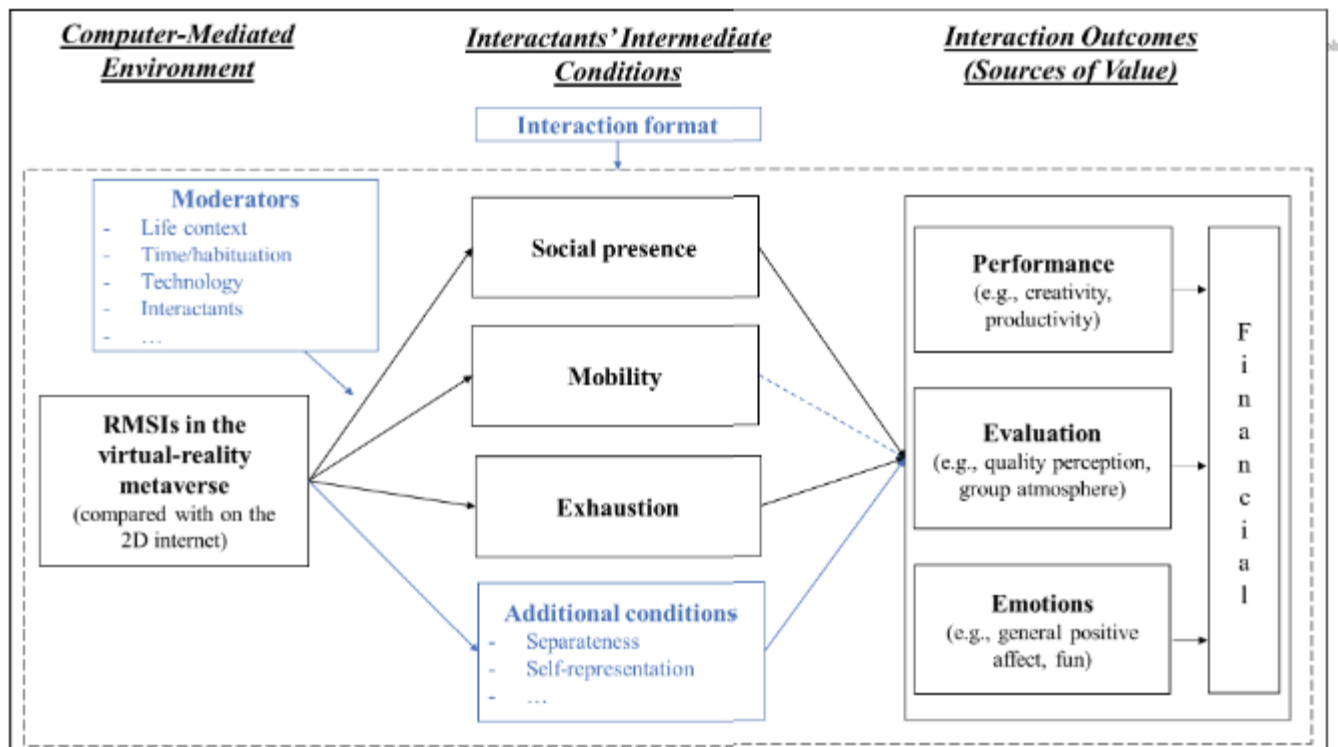 Computer-Mediated
Environment
Interactants' Intermediate
Conditions
Interaction Outcomes
(Sources of Value)
Interaction format
Moderators
- Life context
- Time/habituation
- Technology
- Interactants
- …
RMSIs in the
virtual-reality
metaverse
(compared with on the
2D internet)
Social presence
Mobility
Exhaustion
Additional conditions
- Separateness
- Self-representation
- …
Performance
(e.g., creativity,
productivity)
Evaluation
(e.g., quality perception,
group atmosphere)
Emotions
(e.g., general positive
affect, fun)
F
i
n
a
n
c
i
a
l